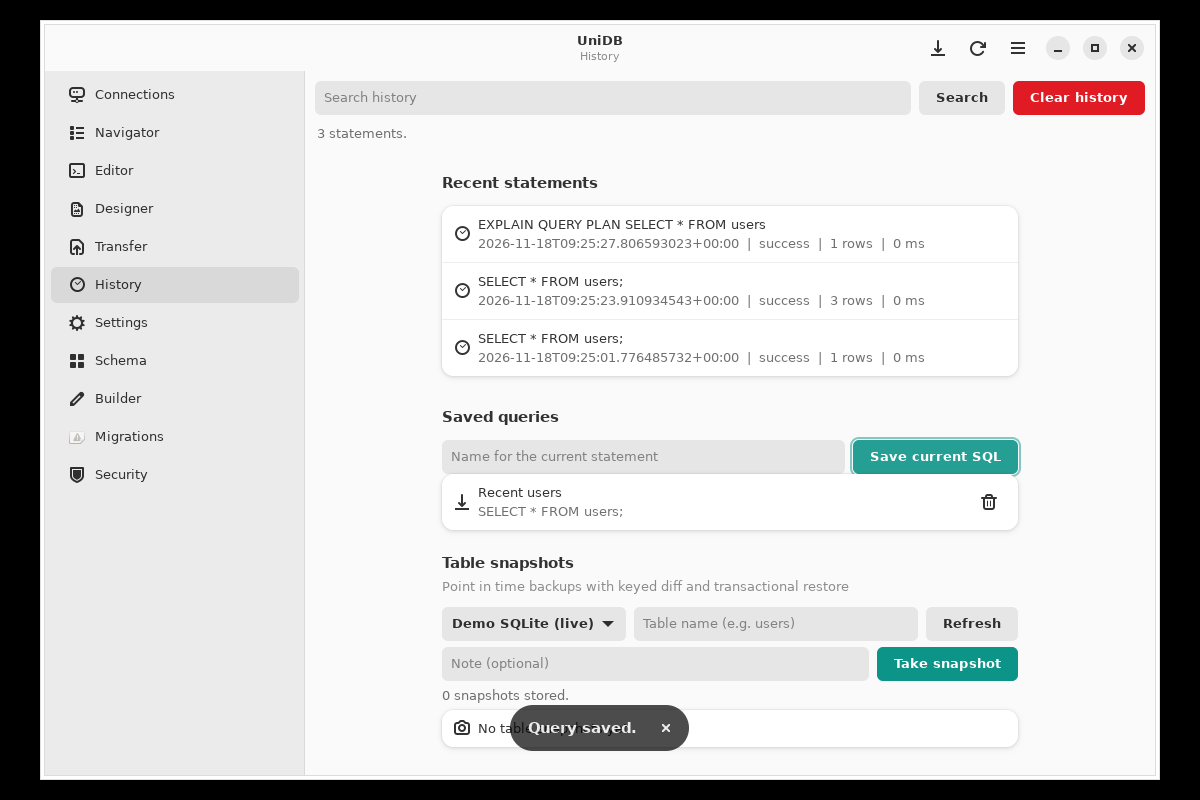 UniDB
History
Connections
Navigator
Editor
Designer
Transfer
History
Settings
Schema
Builder
Migrations
Security
Search history
Search
Clear history
3 statements.
Recent statements
EXPLAIN QUERY PLAN SELECT * FROM users
2026-11-18T09:25:27.806593023+00:00 | success | 1 rows | 0 ms
SELECT * FROM users;
2026-11-18T09:25:23.910934543+00:00 | success | 3 rows | 0 ms
SELECT * FROM users;
2026-11-18T09:25:01.776485732+00:00 | success | 1 rows | 0 ms
Saved queries
Name for the current statement
Save current SQL
Recent users
SELECT * FROM users;
Table snapshots
Point in time backups with keyed diff and transactional restore
Demo SQLite (live)
Table name (e.g. users)
Refresh
Note (optional)
Take snapshot
0 snapshots stored.
No
Query saved.